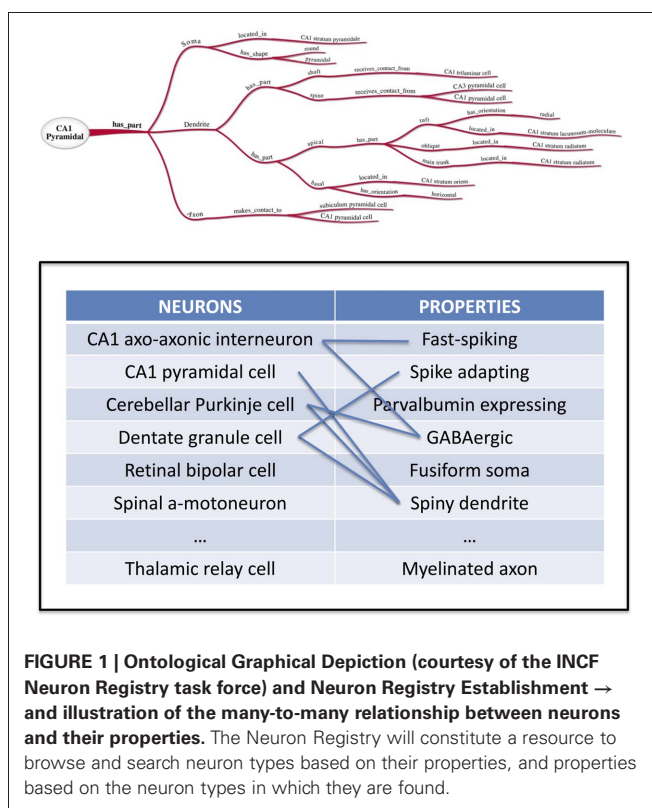 Soma
located_in
CA1 stratum pyramidale
has_shape
round
pyramidal
CA1
Pyramidal
has_part
Dendrite
has_part
shaft
receives_contact_from
CA1 trilaminar cell
spine
receives_contact_from
CA3 pyramidal cell
CA1 pyramidal cell
has_part
apical
has_part
tuft
has_orientation
radial
located_in
CA1 stratum lacunosum-moleculare
oblique
located_in
CA1 stratum radiatum
main trunk
located_in
CA1 stratum radiatum
basal
located_in
CA1 stratum oriens
has_orientation
horizontal
Axon
makes_contact_to
subiculum pyramidal cell
CA1 pyramidal cell
NEURONS PROPERTIES
CA1 axo-axonic interneuron Fast-spiking
CA1 pyramidal cell Spike adapting
Cerebellar Purkinje cell Parvalbumin expressing
Dentate granule cell GABAergic
Retinal bipolar cell Fusiform soma
Spinal a-motoneuron Spiny dendrite
... ...
Thalamic relay cell Myelinated axon
FIGURE 1 | Ontological Graphical Depiction (courtesy of the INCF
Neuron Registry task force) and Neuron Registry Establishment →
and illustration of the many-to-many relationship between neurons
and their properties. The Neuron Registry will constitute a resource to
browse and search neuron types based on their properties, and properties
based on the neuron types in which they are found.